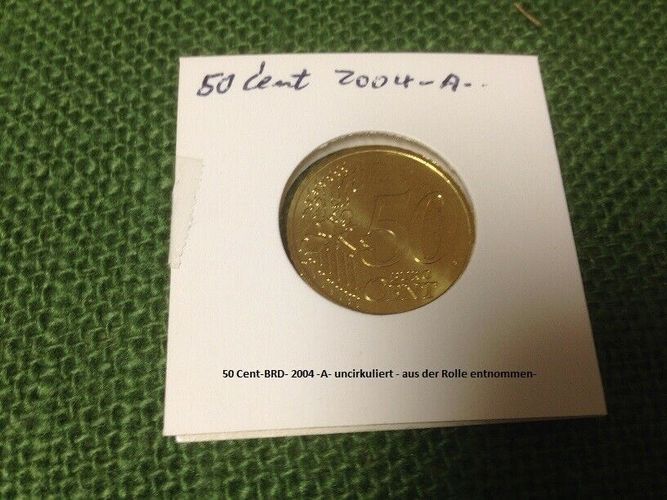 50 Cent 2004-A-
50
EURO
CENT
50 Cent-BRD- 2004 -A- uncirkuliert - aus der Rolle entnommen-